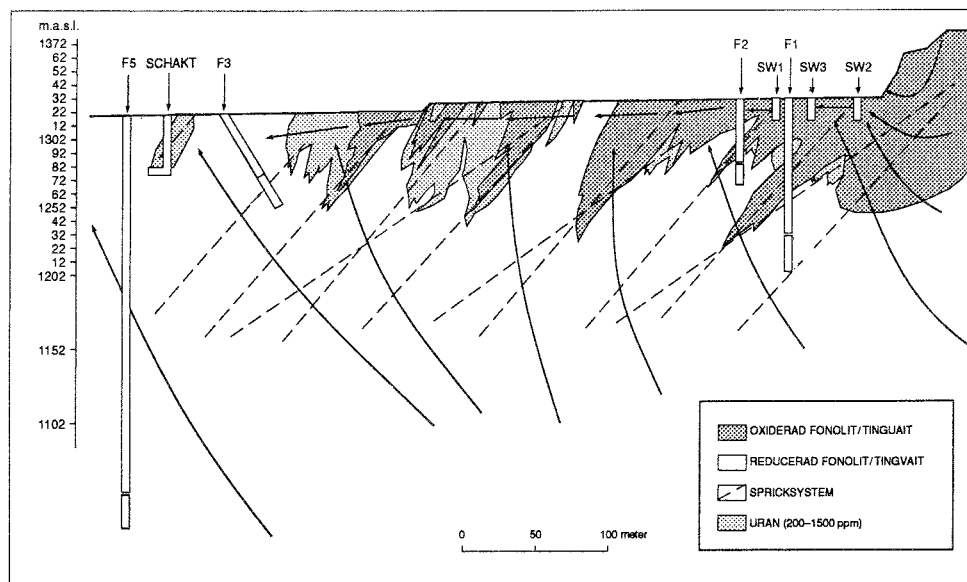 m.a.s.l.
1372
62
52
42
32
22
12
1302
92
82
72
62
1252
42
32
22
12
1202
1152
1102
F5 SCHAKT F3
F2 F1
SW1 SW3 SW2
OXIDERAD FONOLIT/TINGUAIT
REDUCERAD FONOLIT/TINGVAIT
SPRICKSYSTEM
URAN (200–1500 ppm)
0 50 100 meter